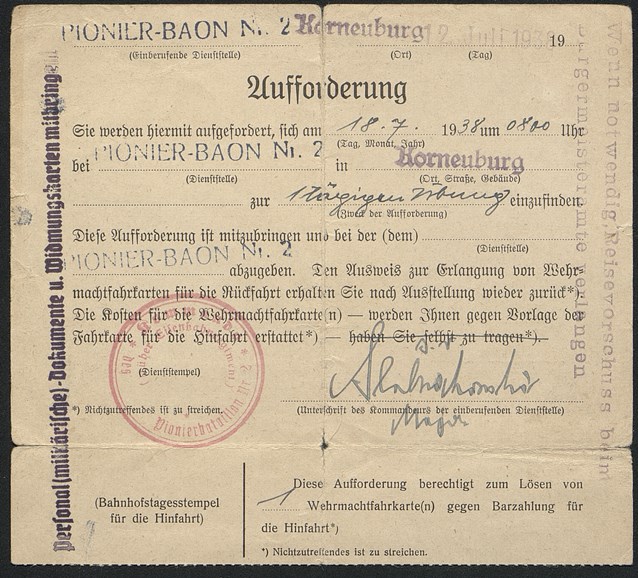 PIONIER-BAON Nr. 2 Korneuburg 12. Juli 1938 19
(Einberufende Dienststelle) (Ort) (Tag)
Aufforderung
Sie werden hiermit aufgefordert, sich am 18.7. 1938 um 0800 Uhr
(Tag, Monat, Jahr)
bei PIONIER-BAON Nr. 2 in Korneuburg
(Dienststelle) (Ort, Straße, Gebäude)
zur 1 tägigen Übung einzufinden.
(Zweck der Aufforderung)
Diese Aufforderung ist mitzubringen und bei der (dem)
(Dienststelle)
PIONIER-BAON Nr. 2
abzugeben. Den Ausweis zur Erlangung von Wehr-
machtfahrkarten für die Rückfahrt erhalten Sie nach Ausstellung wieder zurück*)
Die Kosten für die Wehrmachtfahrkarte(n) — werden Ihnen gegen Vorlage der
Fahrkarte für die Hinfahrt erstattet*) — haben Sie selbst zu tragen*).
(Dienststempel)
Pionierbataillon Nr. 2
*) Nichtzutreffendes ist zu streichen.
Major
(Unterschrift des Kommandeurs der einberufenden Dienststelle)
(Bahnhofstagesstempel
für die Hinfahrt)
Diese Aufforderung berechtigt zum Lösen von
1 Wehrmachtfahrkarte(n) gegen Barzahlung für
die Hinfahrt*)
*) Nichtzutreffendes ist zu streichen.
Personal(militärische)-Dokumente u. Widmungskarten mitbringen
Wenn notwendig Reisevorschuss beim
Bürgermeisteramte verlangen